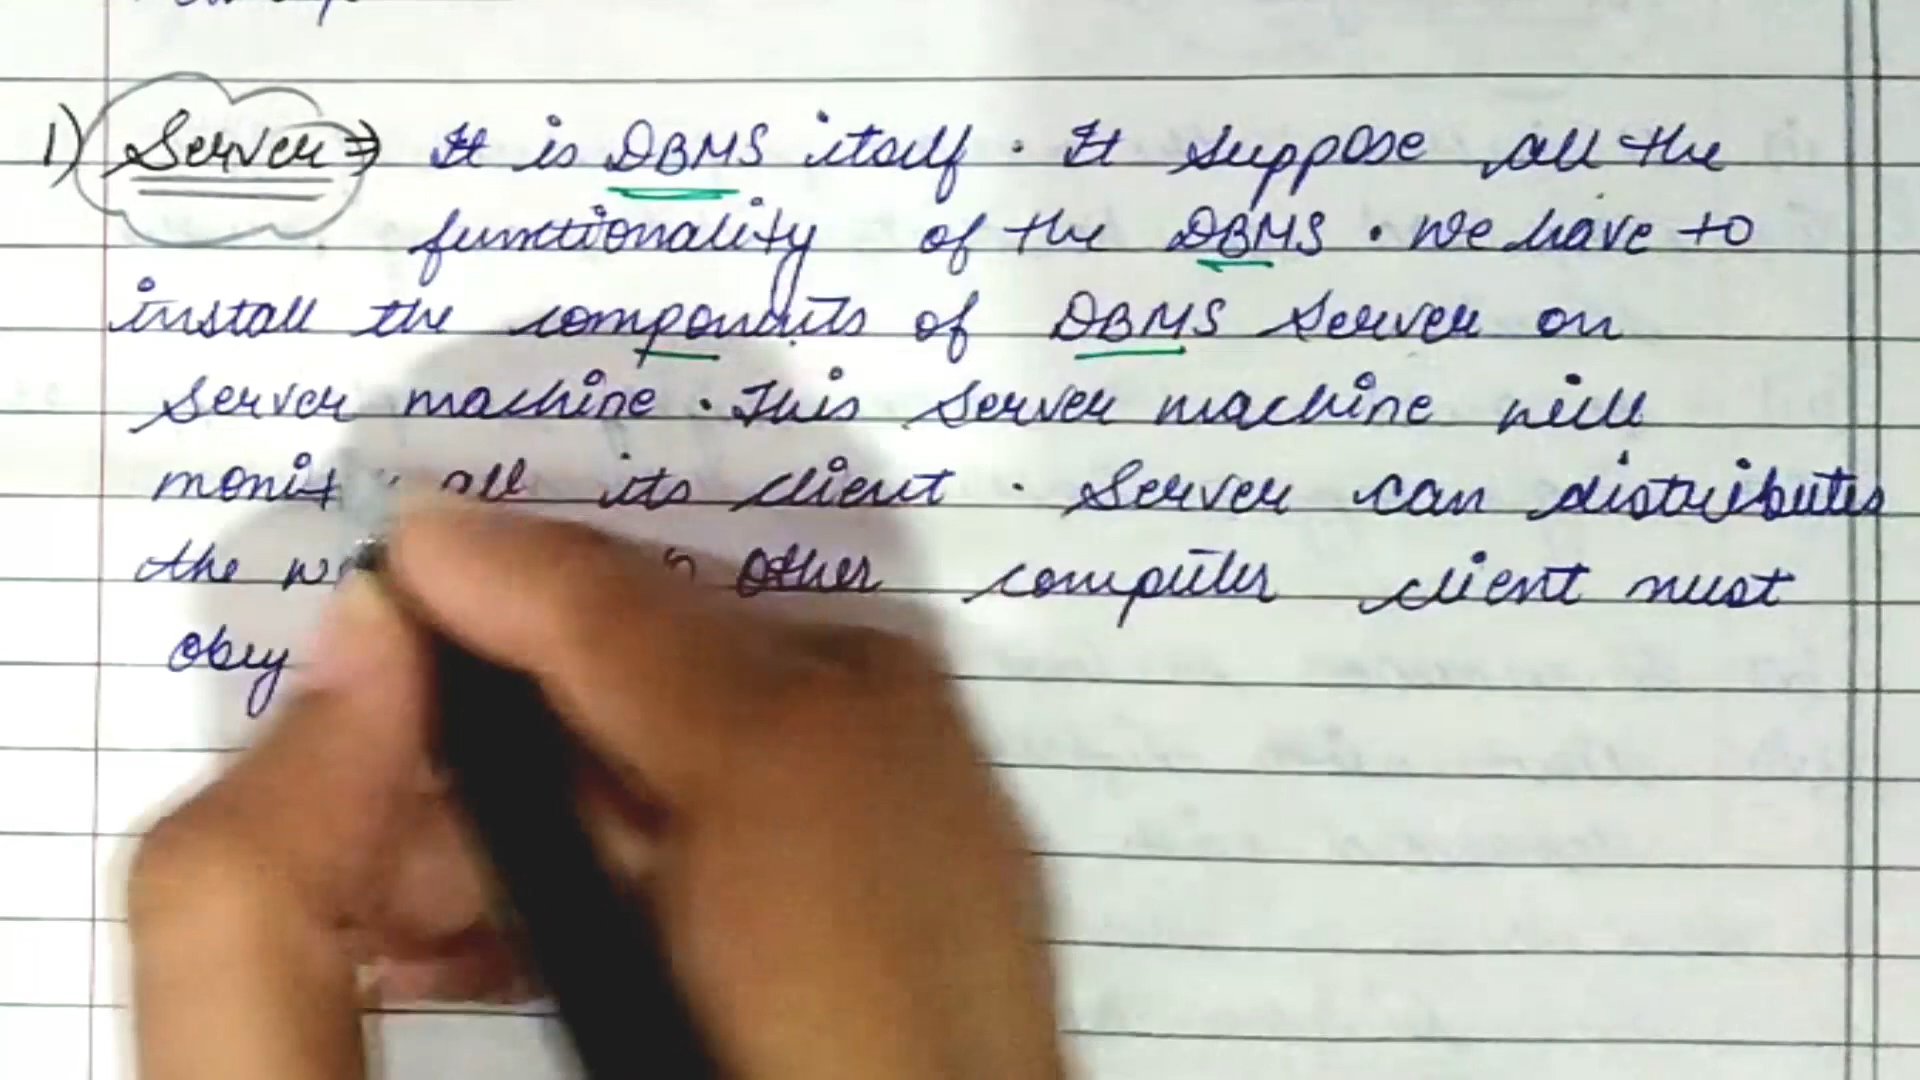 1) Server ⇒ It is DBMS itself. It suppose all the
functionality of the DBMS. We have to
install the components of DBMS server on
server machine. This server machine will
all its client. Server can distributes
the other computer client must
obey